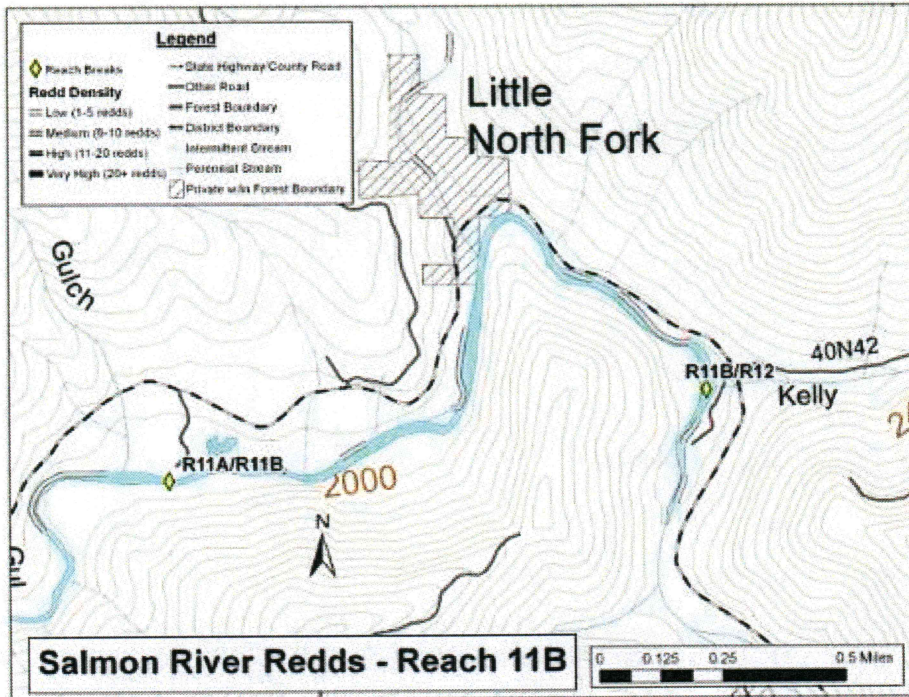 Legend
Reach Breaks
Redd Density
Low (1-5 redds)
Medium (6-10 redds)
High (11-20 redds)
Very High (20+ redds)
State Highway/County Road
Other Road
Forest Boundary
District Boundary
Intermittent Stream
Perennial Stream
Private w/in Forest Boundary
Little
North Fork
Gulch
40N42
R11B/R12
Kelly
R11A/R11B
2000
N
Gul
Salmon River Redds - Reach 11B
0 0.125 0.25 0.5 Miles